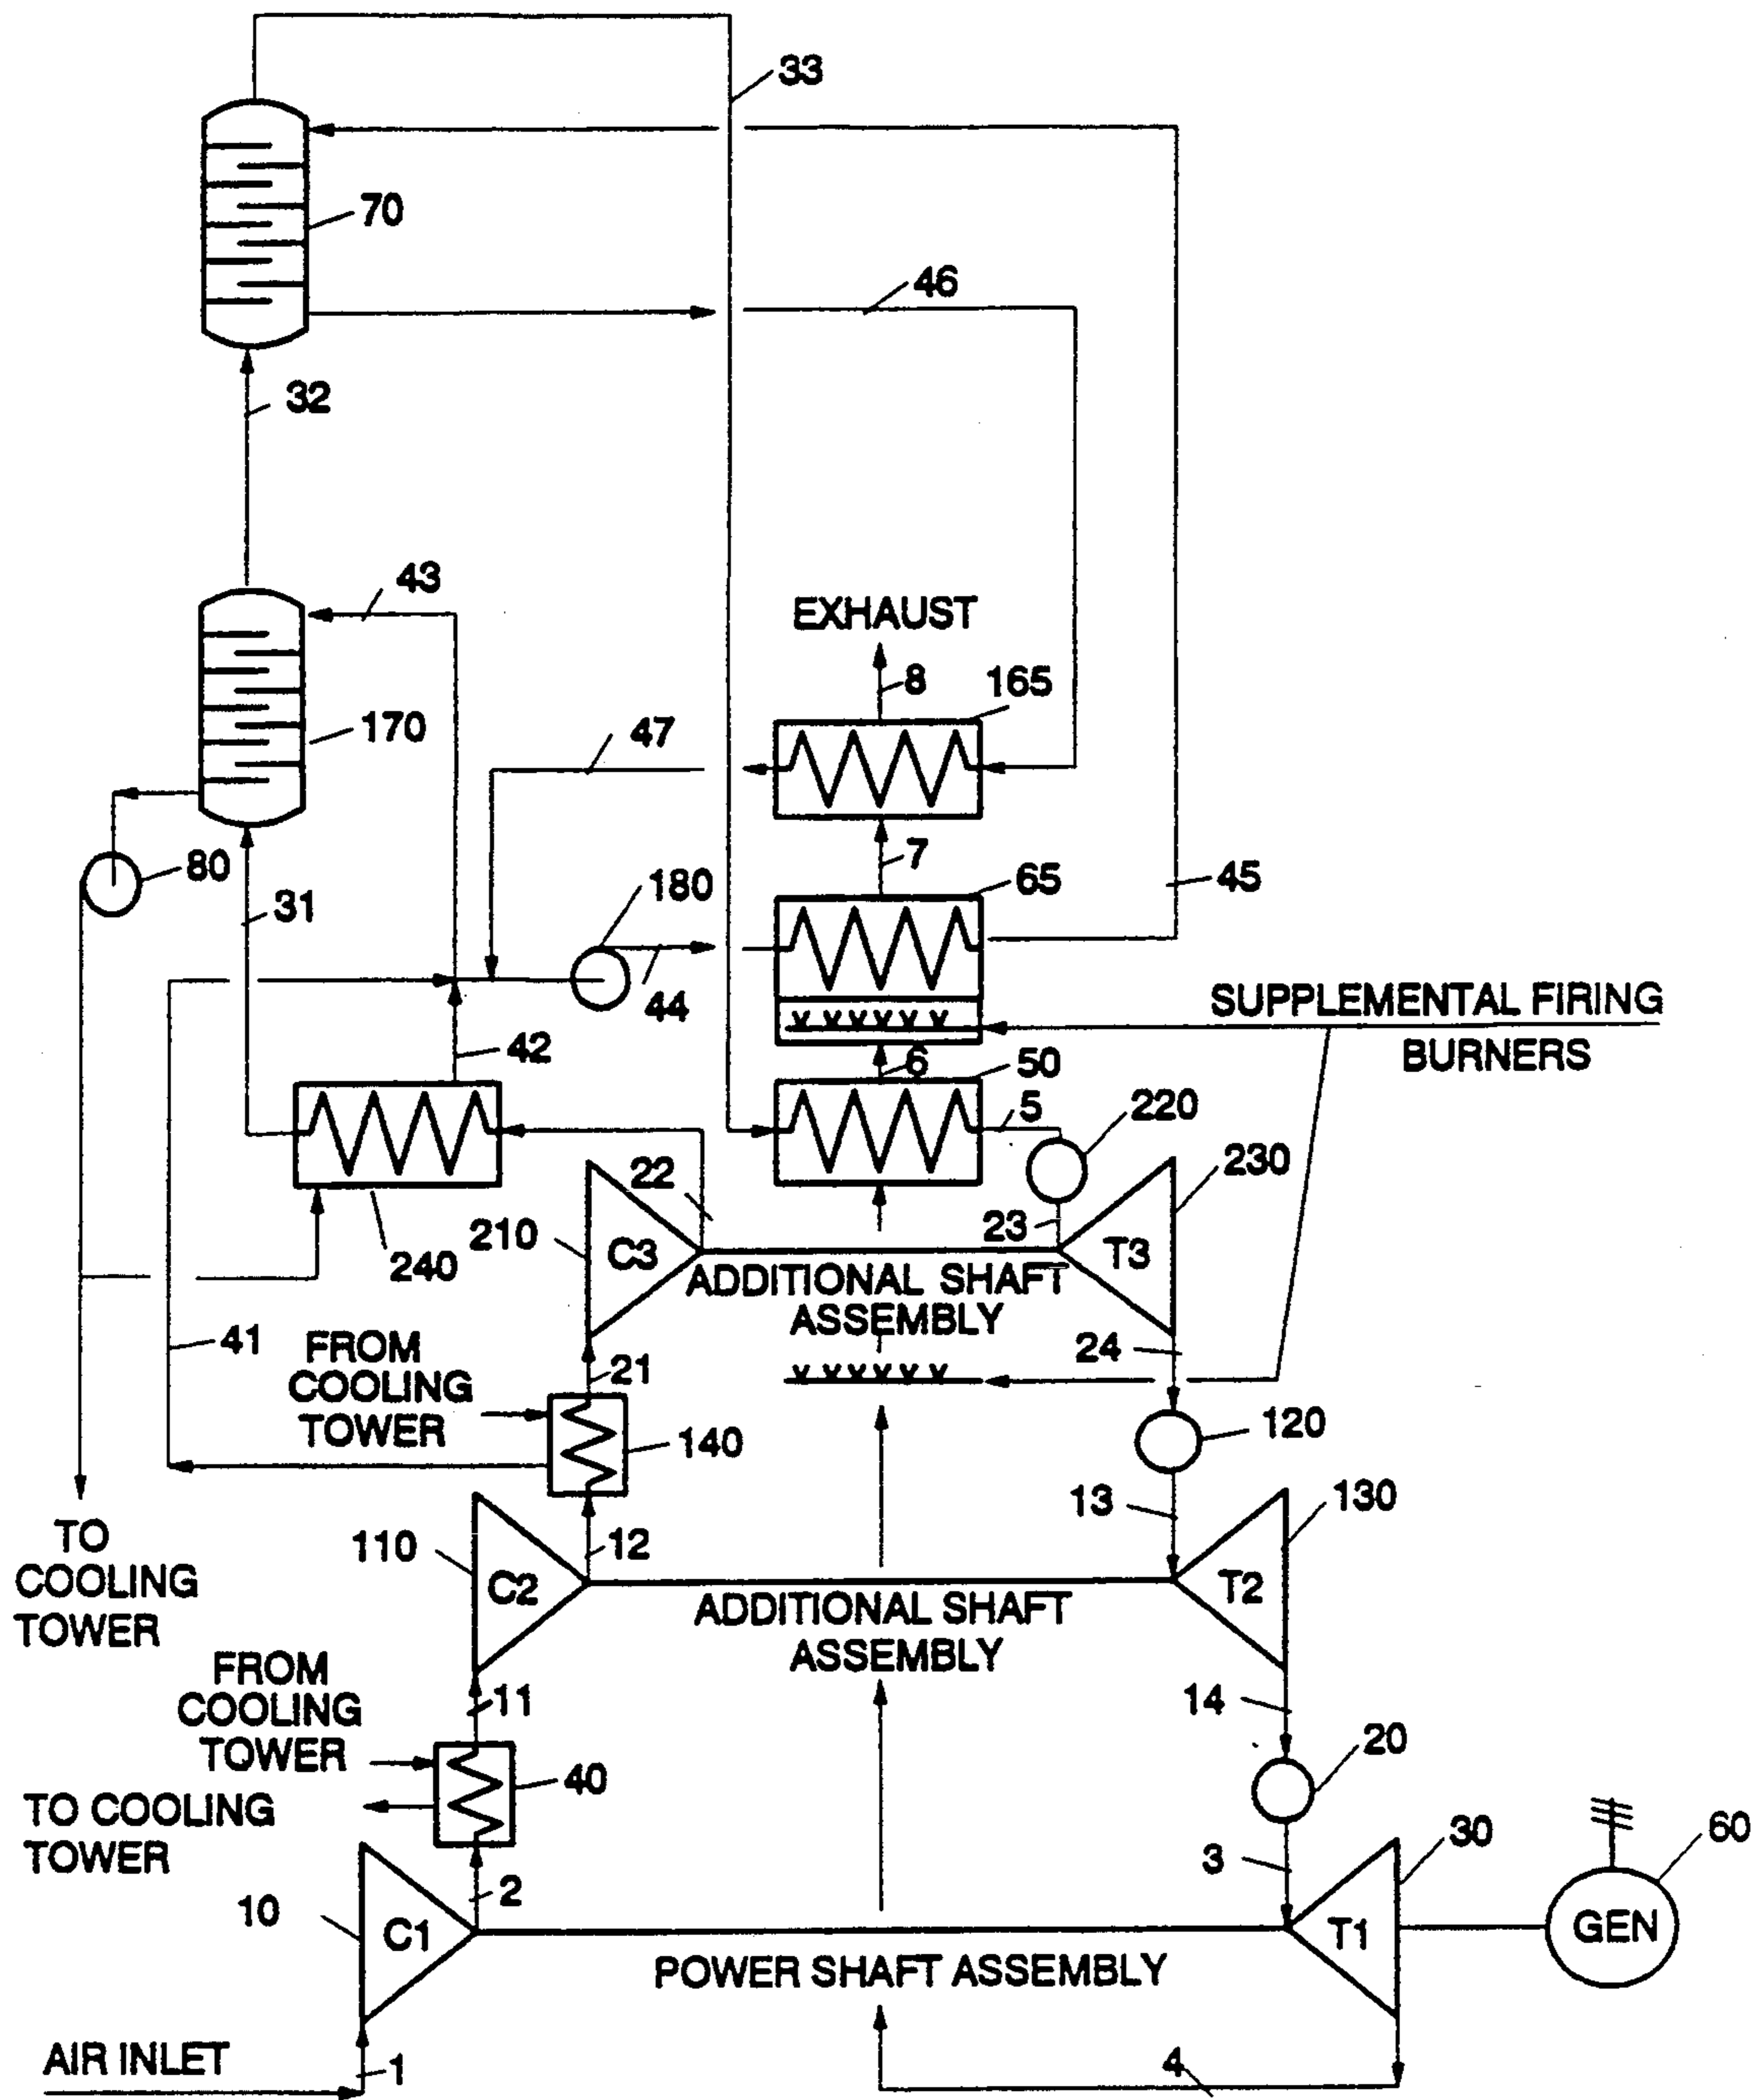 33
70
46
32
43
EXHAUST
8
165
47
170
7
80
180
65
45
31
44
SUPPLEMENTAL FIRING
BURNERS
42
6
50
5
220
22
230
210
C3
23
T3
240
ADDITIONAL SHAFT
ASSEMBLY
41
FROM
COOLING
TOWER
21
24
140
120
13
130
110
12
C2
T2
TO
COOLING
TOWER
ADDITIONAL SHAFT
ASSEMBLY
FROM
COOLING
TOWER
11
14
40
20
TO COOLING
TOWER
3
30
60
2
10
C1
T1
GEN
POWER SHAFT ASSEMBLY
AIR INLET
1
4